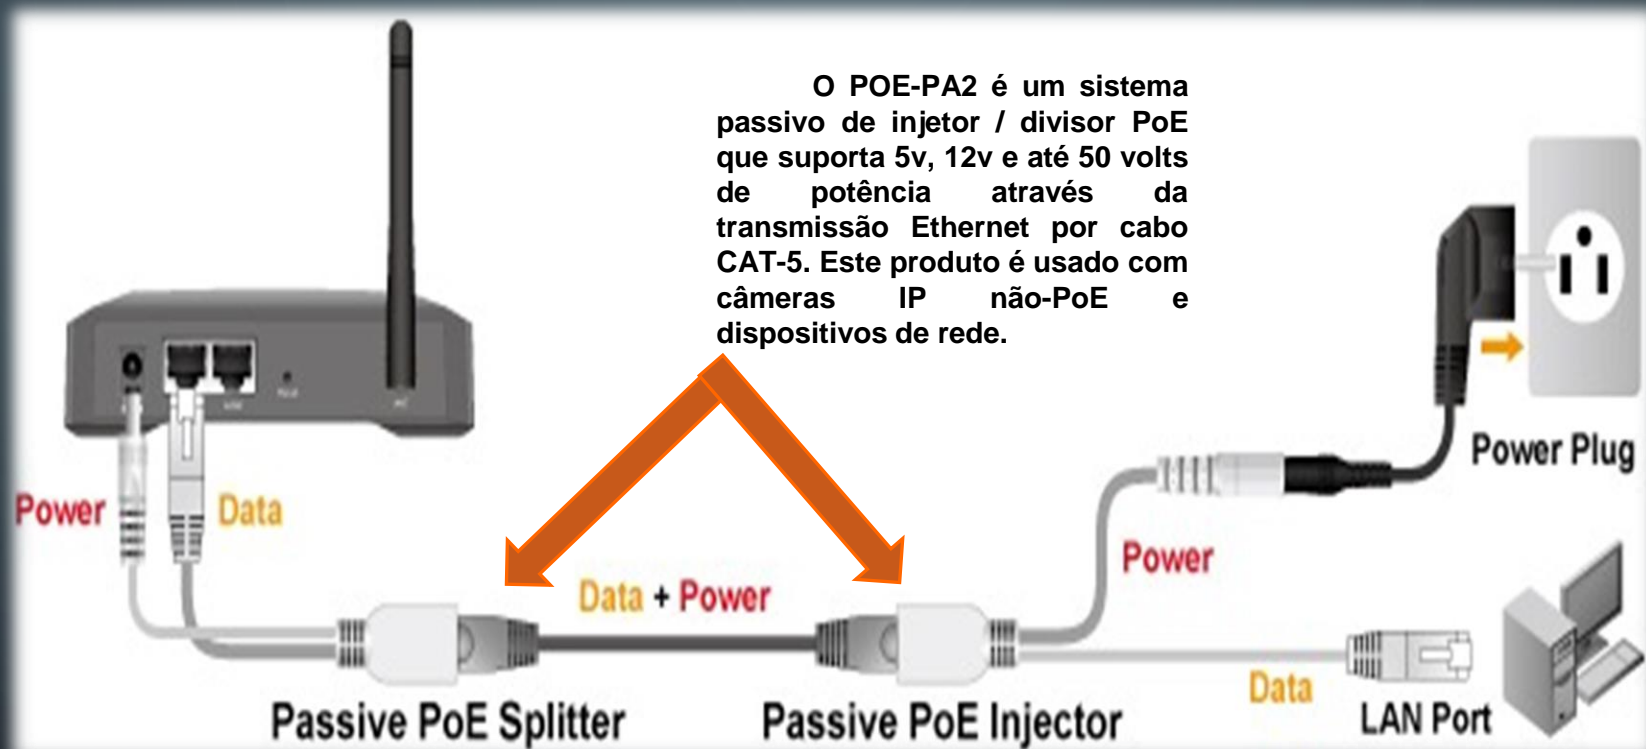 O POE-PA2 é um sistema
passivo de injetor / divisor PoE
que suporta 5v, 12v e até 50 volts
de potência através da
transmissão Ethernet por cabo
CAT-5. Este produto é usado com
câmeras IP não-PoE e
dispositivos de rede.
Power Plug
Power
Data
Power
Data + Power
Data
LAN Port
Passive PoE Splitter
Passive PoE Injector